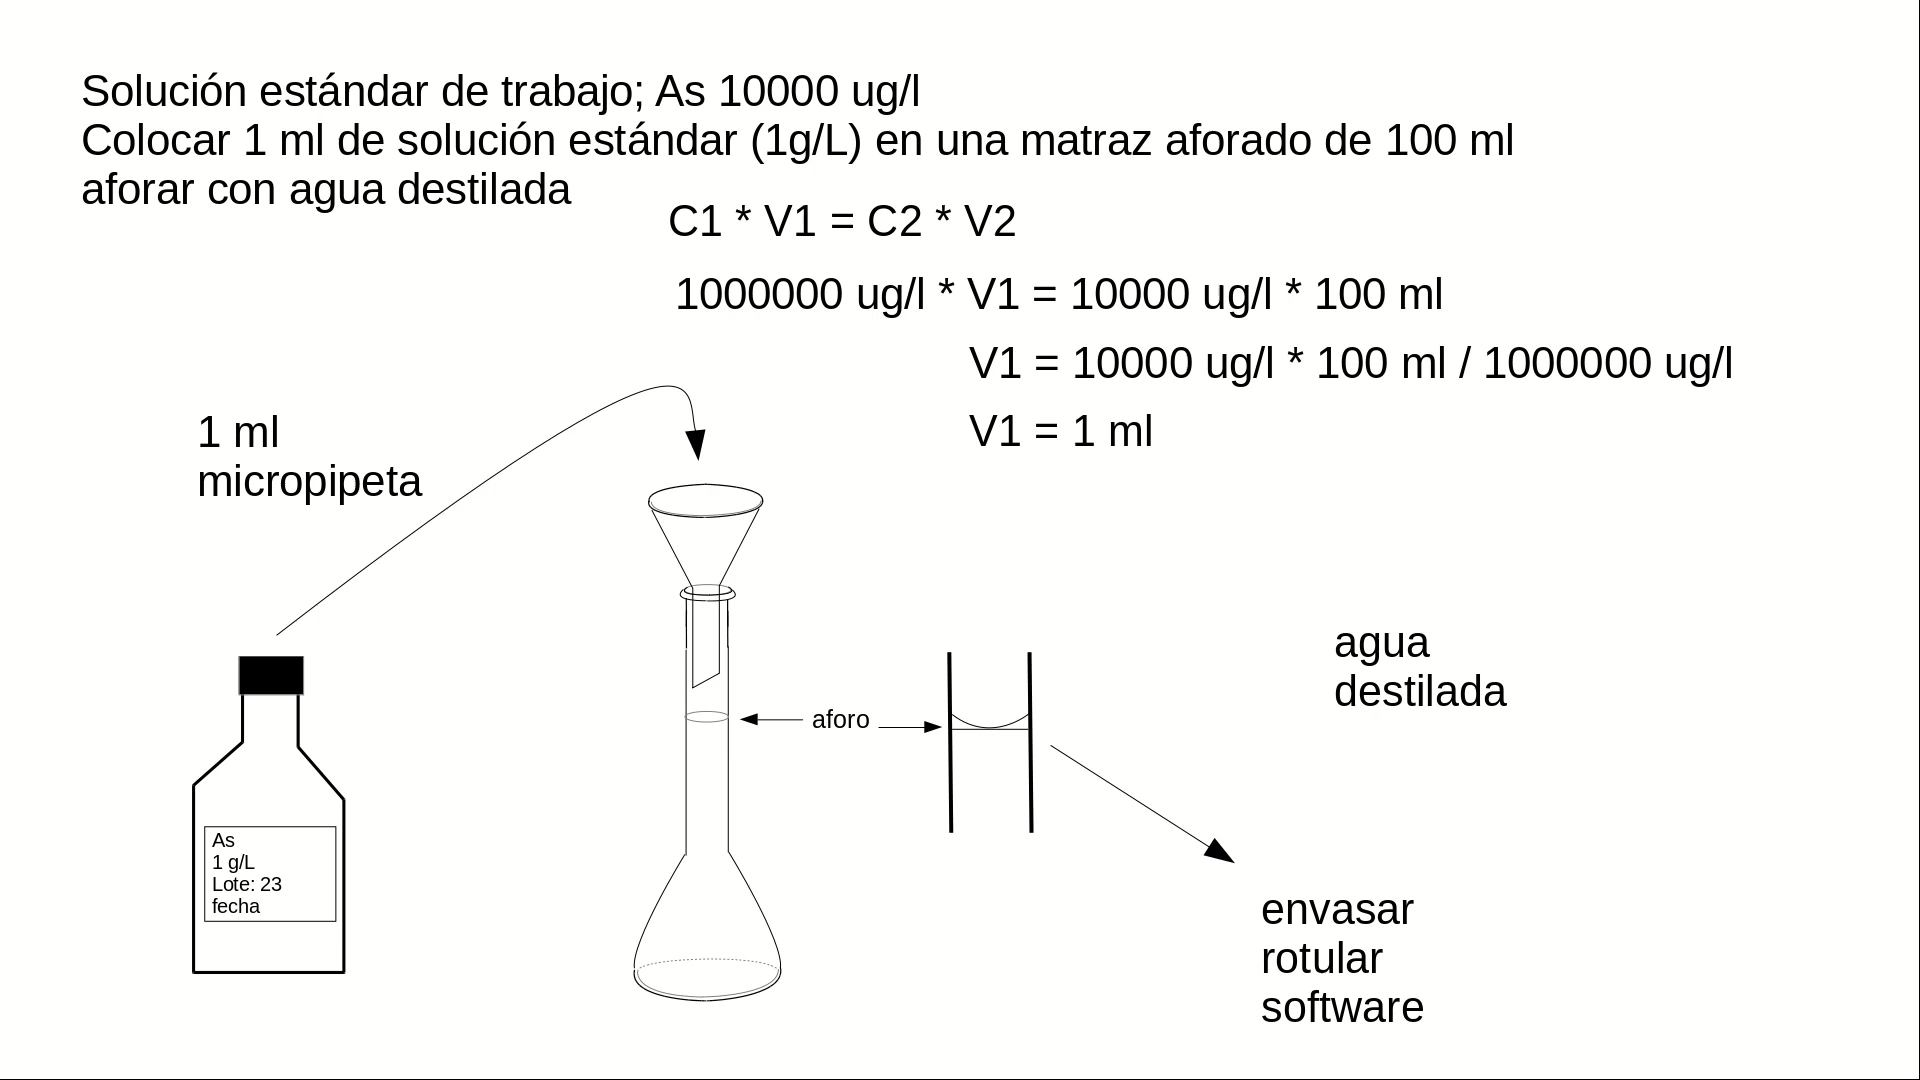 Solución estándar de trabajo; As 10000 ug/l
Colocar 1 ml de solución estándar (1g/L) en una matraz aforado de 100 ml
aforar con agua destilada
C1 * V1 = C2 * V2
1000000 ug/l * V1 = 10000 ug/l * 100 ml
V1 = 10000 ug/l * 100 ml / 1000000 ug/l
V1 = 1 ml
1 ml
micropipeta
agua
destilada
aforo
As
1 g/L
Lote: 23
fecha
envasar
rotular
software